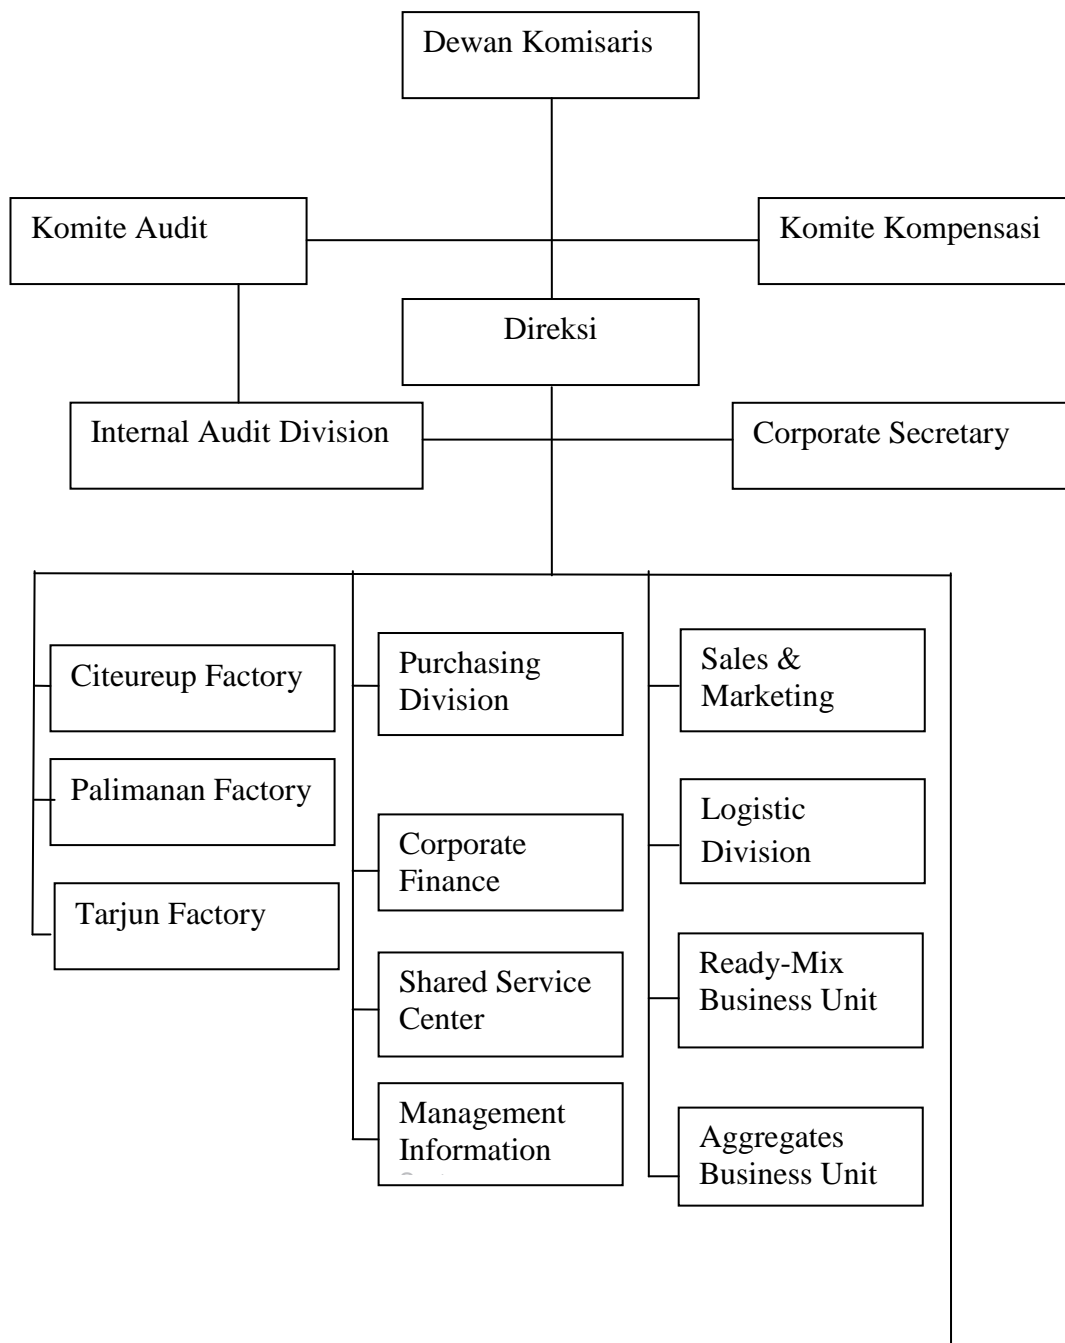 Dewan Komisaris
Komite Audit
Komite Kompensasi
Direksi
Internal Audit Division
Corporate Secretary
Citeureup Factory
Palimanan Factory
Tarjun Factory
Purchasing
Division
Corporate
Finance
Shared Service
Center
Management
Information
Sales &
Marketing
Logistic
Division
Ready-Mix
Business Unit
Aggregates
Business Unit